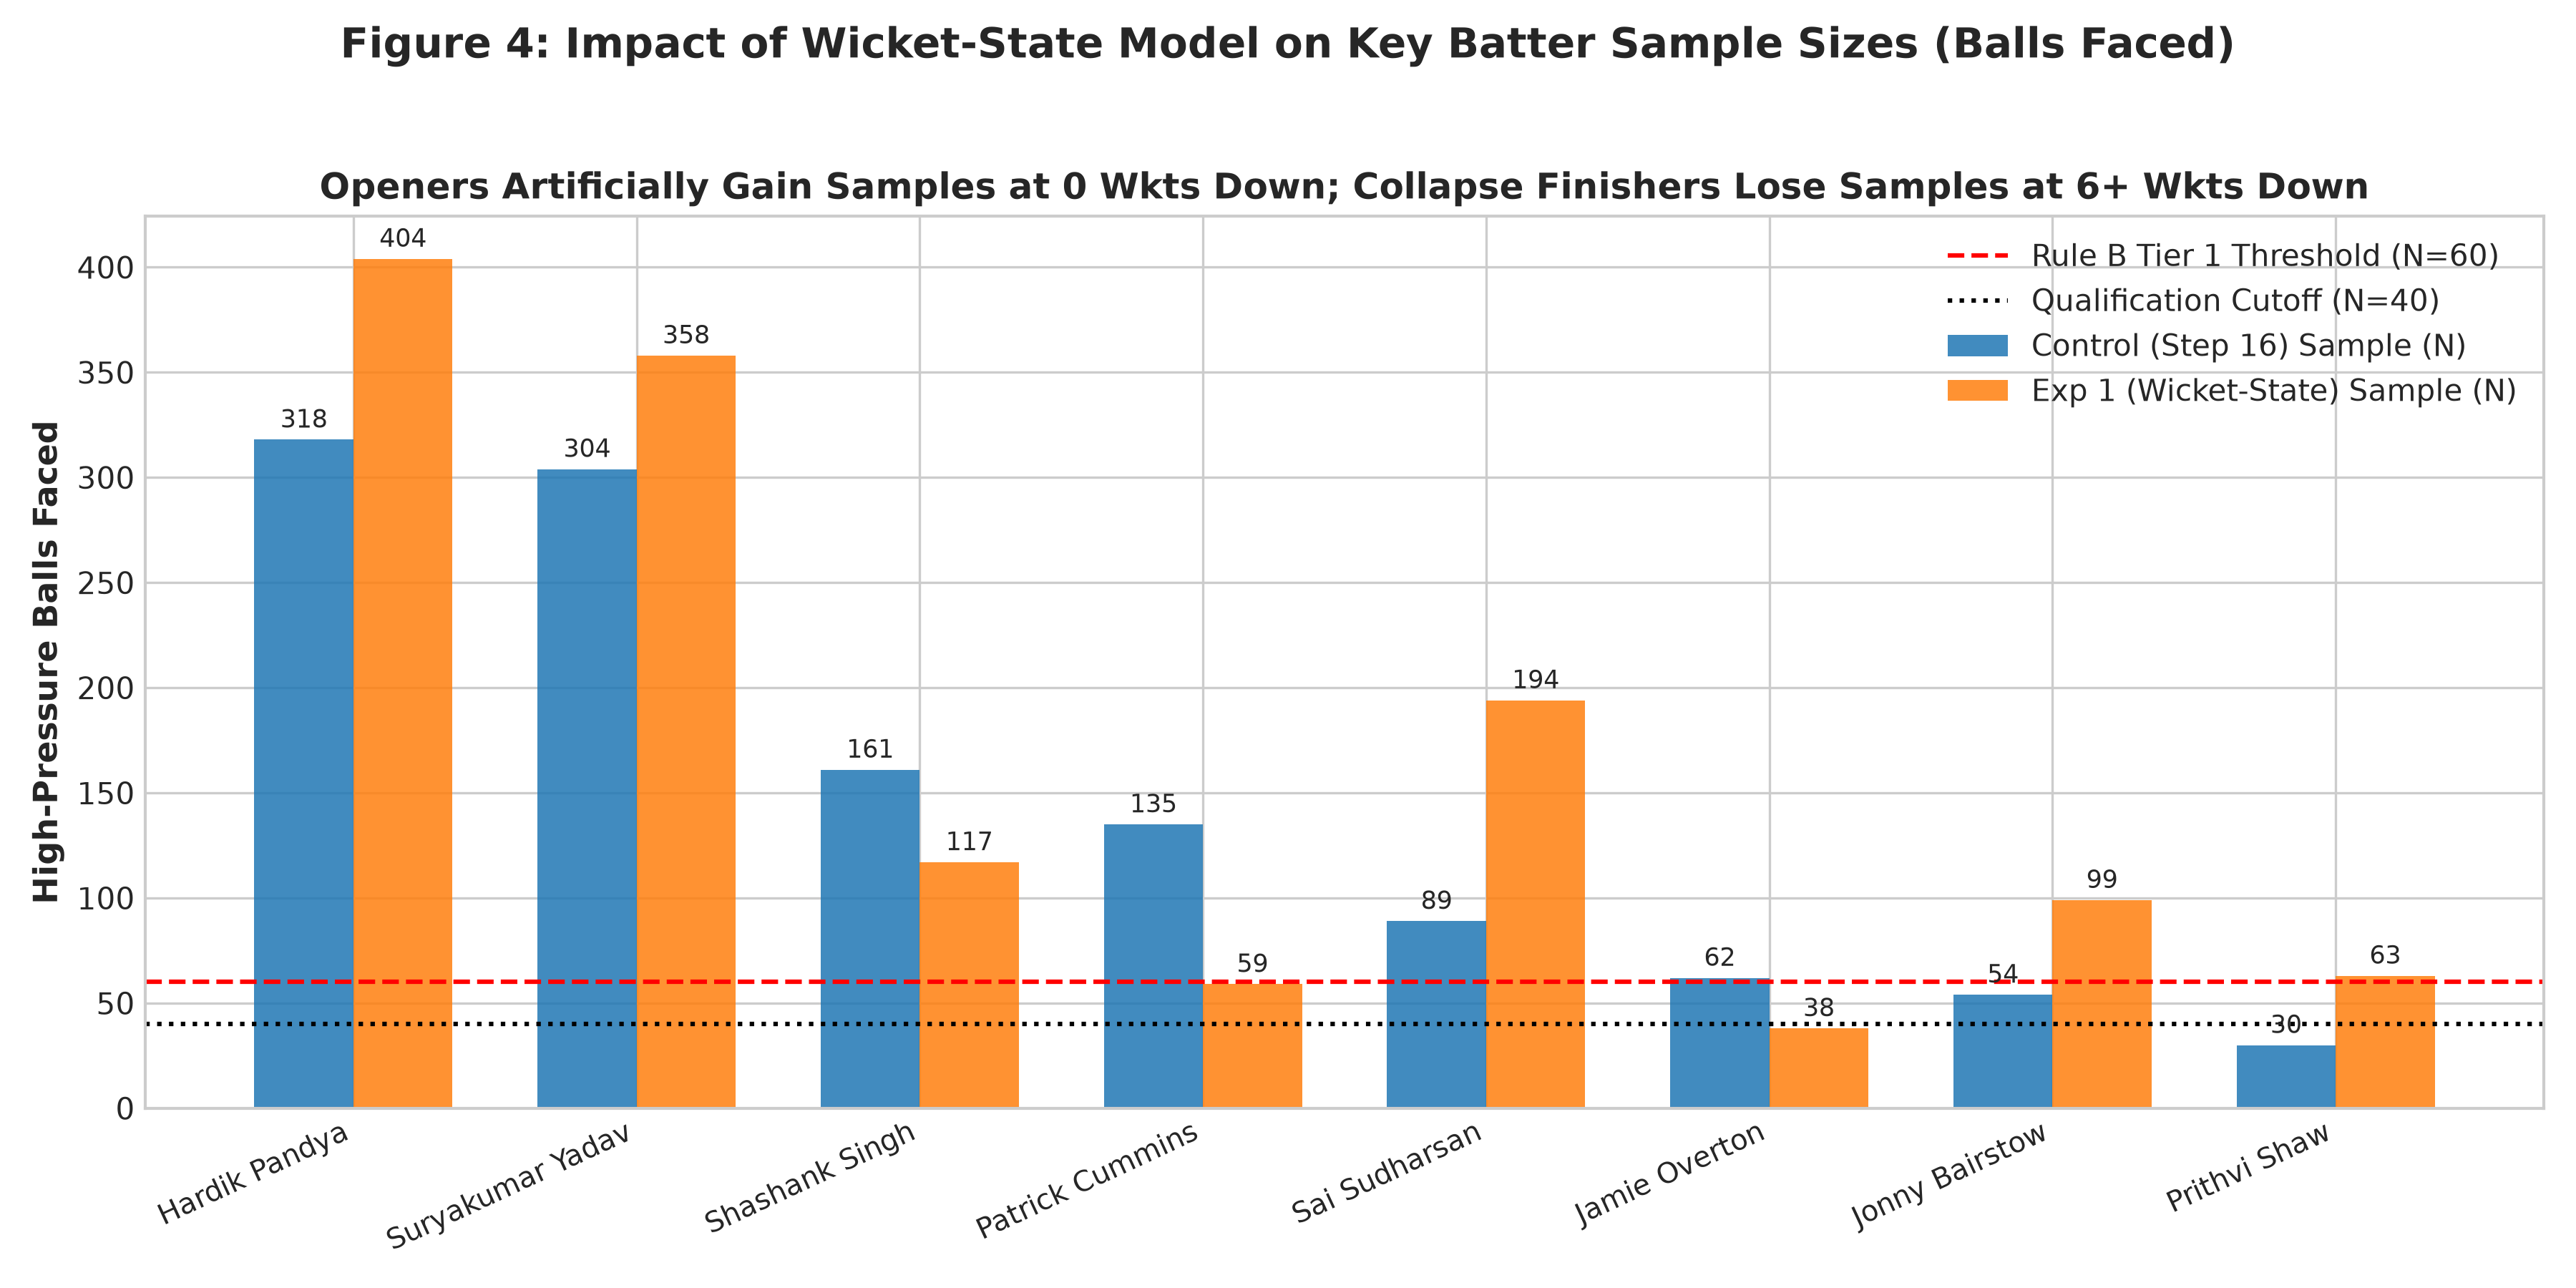 Figure 4: Impact of Wicket-State Model on Key Batter Sample Sizes (Balls Faced)
Openers Artificially Gain Samples at 0 Wkts Down; Collapse Finishers Lose Samples at 6+ Wkts Down
High-Pressure Balls Faced
400
350
300
250
200
150
100
50
0
Rule B Tier 1 Threshold (N=60)
Qualification Cutoff (N=40)
Control (Step 16) Sample (N)
Exp 1 (Wicket-State) Sample (N)
318
404
304
358
161
117
135
59
89
194
62
38
54
99
30
63
Hardik Pandya
Suryakumar Yadav
Shashank Singh
Patrick Cummins
Sai Sudharsan
Jamie Overton
Jonny Bairstow
Prithvi Shaw